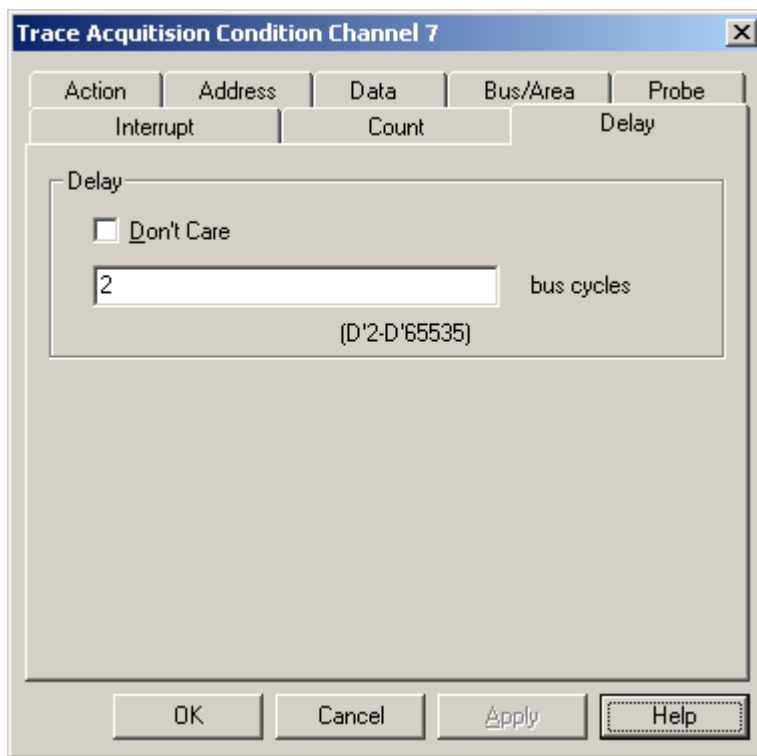 Trace Acquitision Condition Channel 7
Action Address Data Bus/Area Probe
Interrupt Count Delay
Delay
Don't Care
2 bus cycles
(D'2-D'65535)
OK Cancel Apply Help